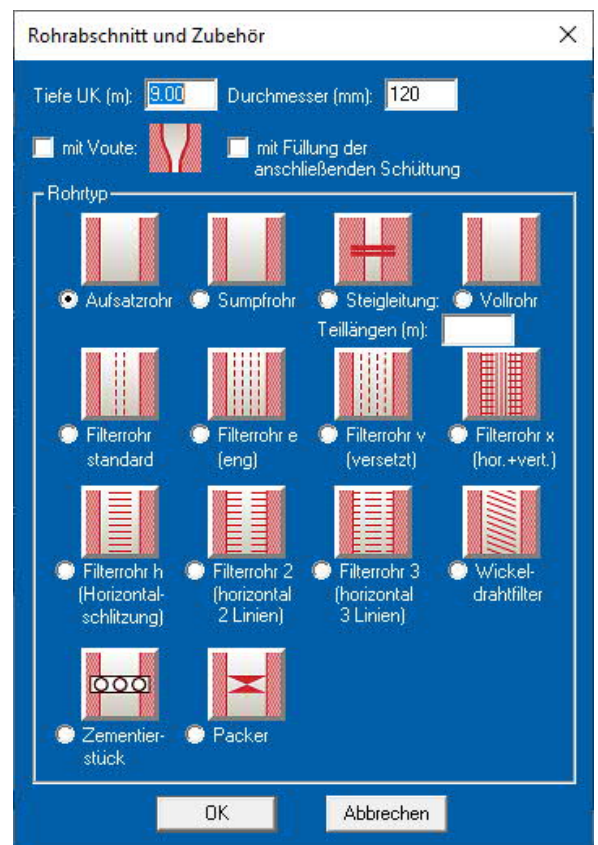 Rohrabschnitt und Zubehör
Tiefe UK (m): 9.00 Durchmesser (mm): 120
mit Voute: mit Füllung der
anschließenden Schüttung
Rohrtyp
Aufsatzrohr Sumpfrohr Steigleitung: Vollrohr
Teillängen (m):
Filterrohr Filterrohr e Filterrohr v Filterrohr x
standard (eng) (versetzt) (hor.+vert.)
Filterrohr h Filterrohr 2 Filterrohr 3 Wickel-
(Horizontal- (horizontal (horizontal drahtfilter
schlitzung) 2 Linien) 3 Linien)
Zementier- Packer
stück
OK Abbrechen